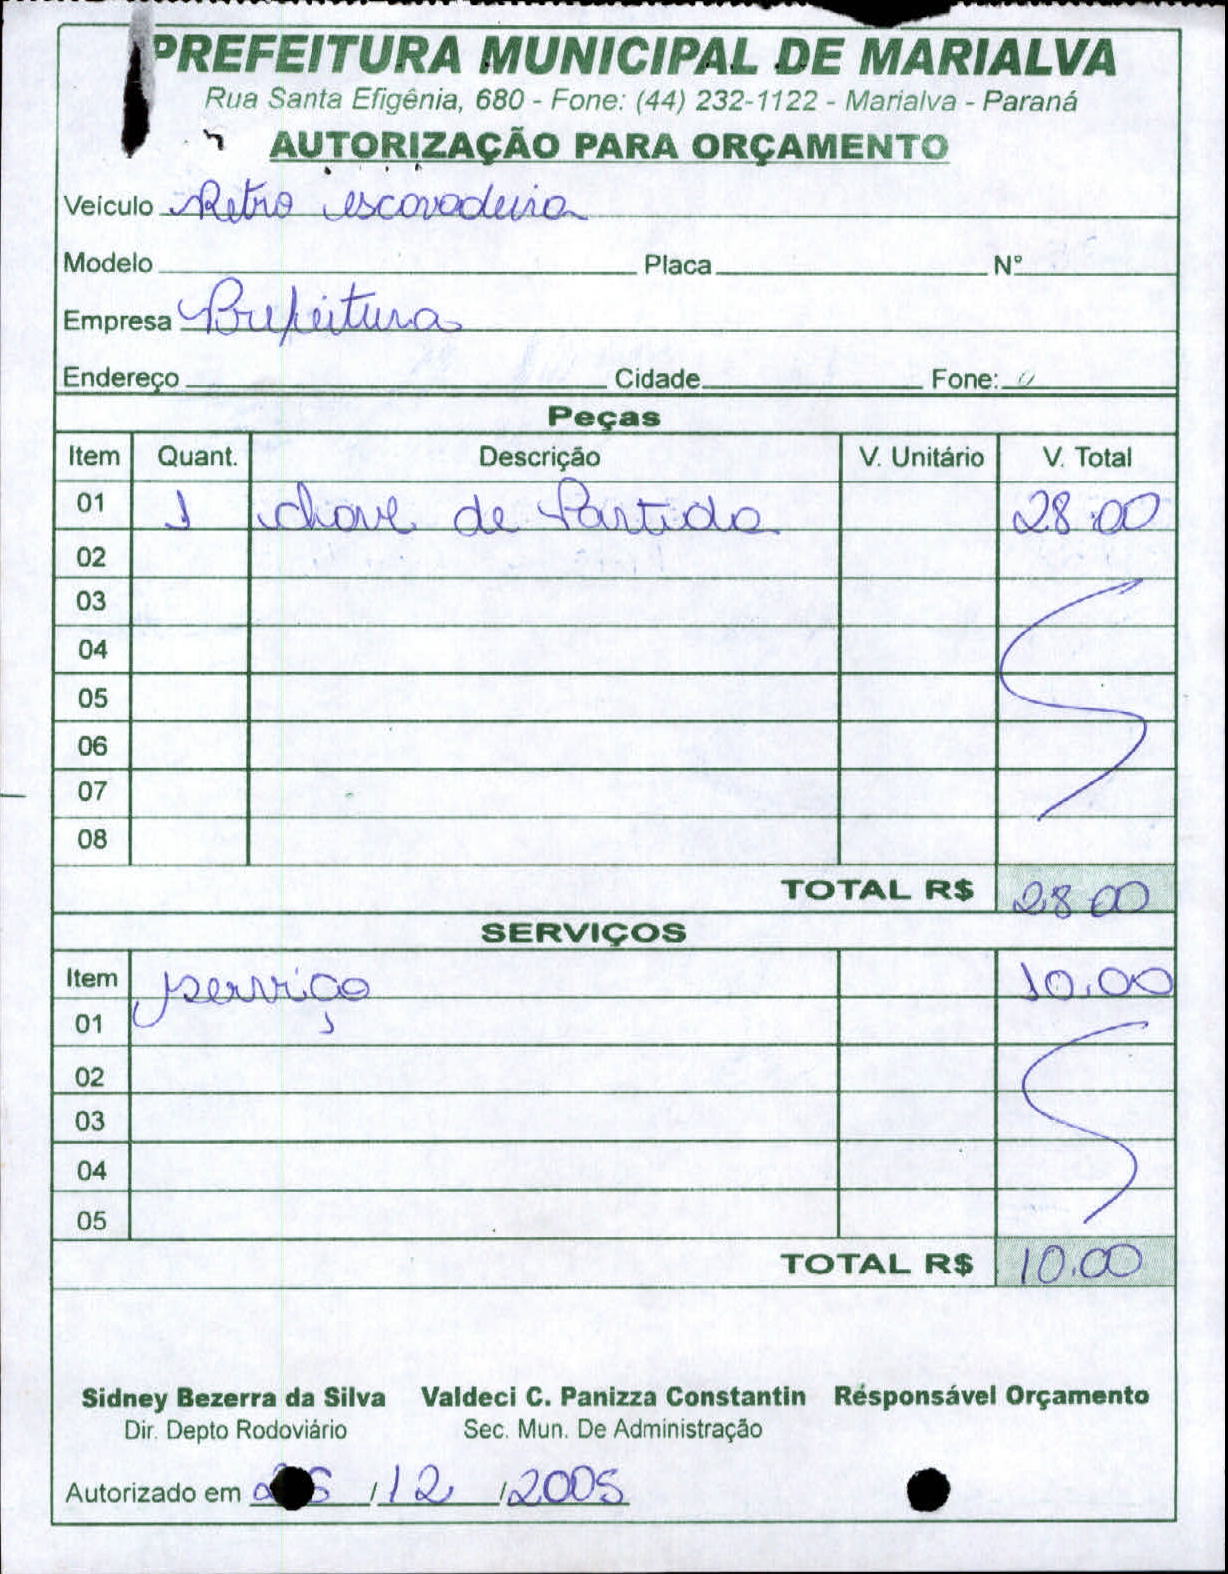 PREFEITURA MUNICIPAL DE MARIALVA
Rua Santa Efigênia, 680 - Fone: (44) 232-1122 - Marialva - Paraná
AUTORIZAÇÃO PARA ORÇAMENTO
Veículo Retro escavadeira
Modelo Placa Nº
Empresa Prefeitura
Endereço Cidade Fone:
Peças
Item Quant. Descrição V. Unitário V. Total
01 1 chave de Partida 28.00
02
03
04
05
06
07
08
TOTAL R$ 28.00
SERVIÇOS
Item serviço 10.00
01
02
03
04
05
TOTAL R$ 10.00
Sidney Bezerra da Silva Valdeci C. Panizza Constantin Responsável Orçamento
Dir. Depto Rodoviário Sec. Mun. De Administração
Autorizado em /12 /2005